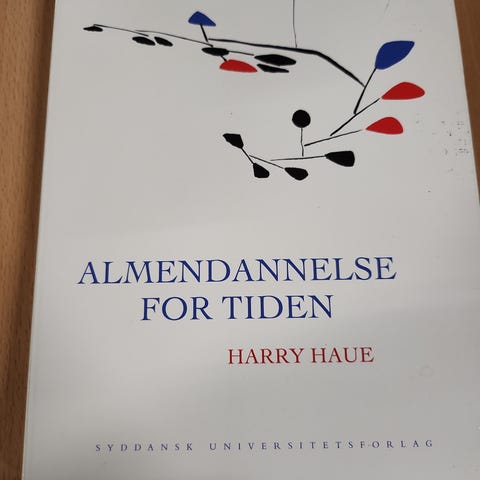 ALMENDANNELSE
FOR TIDEN
HARRY HAUE
SYDDANSK UNIVERSITETSFORLAG